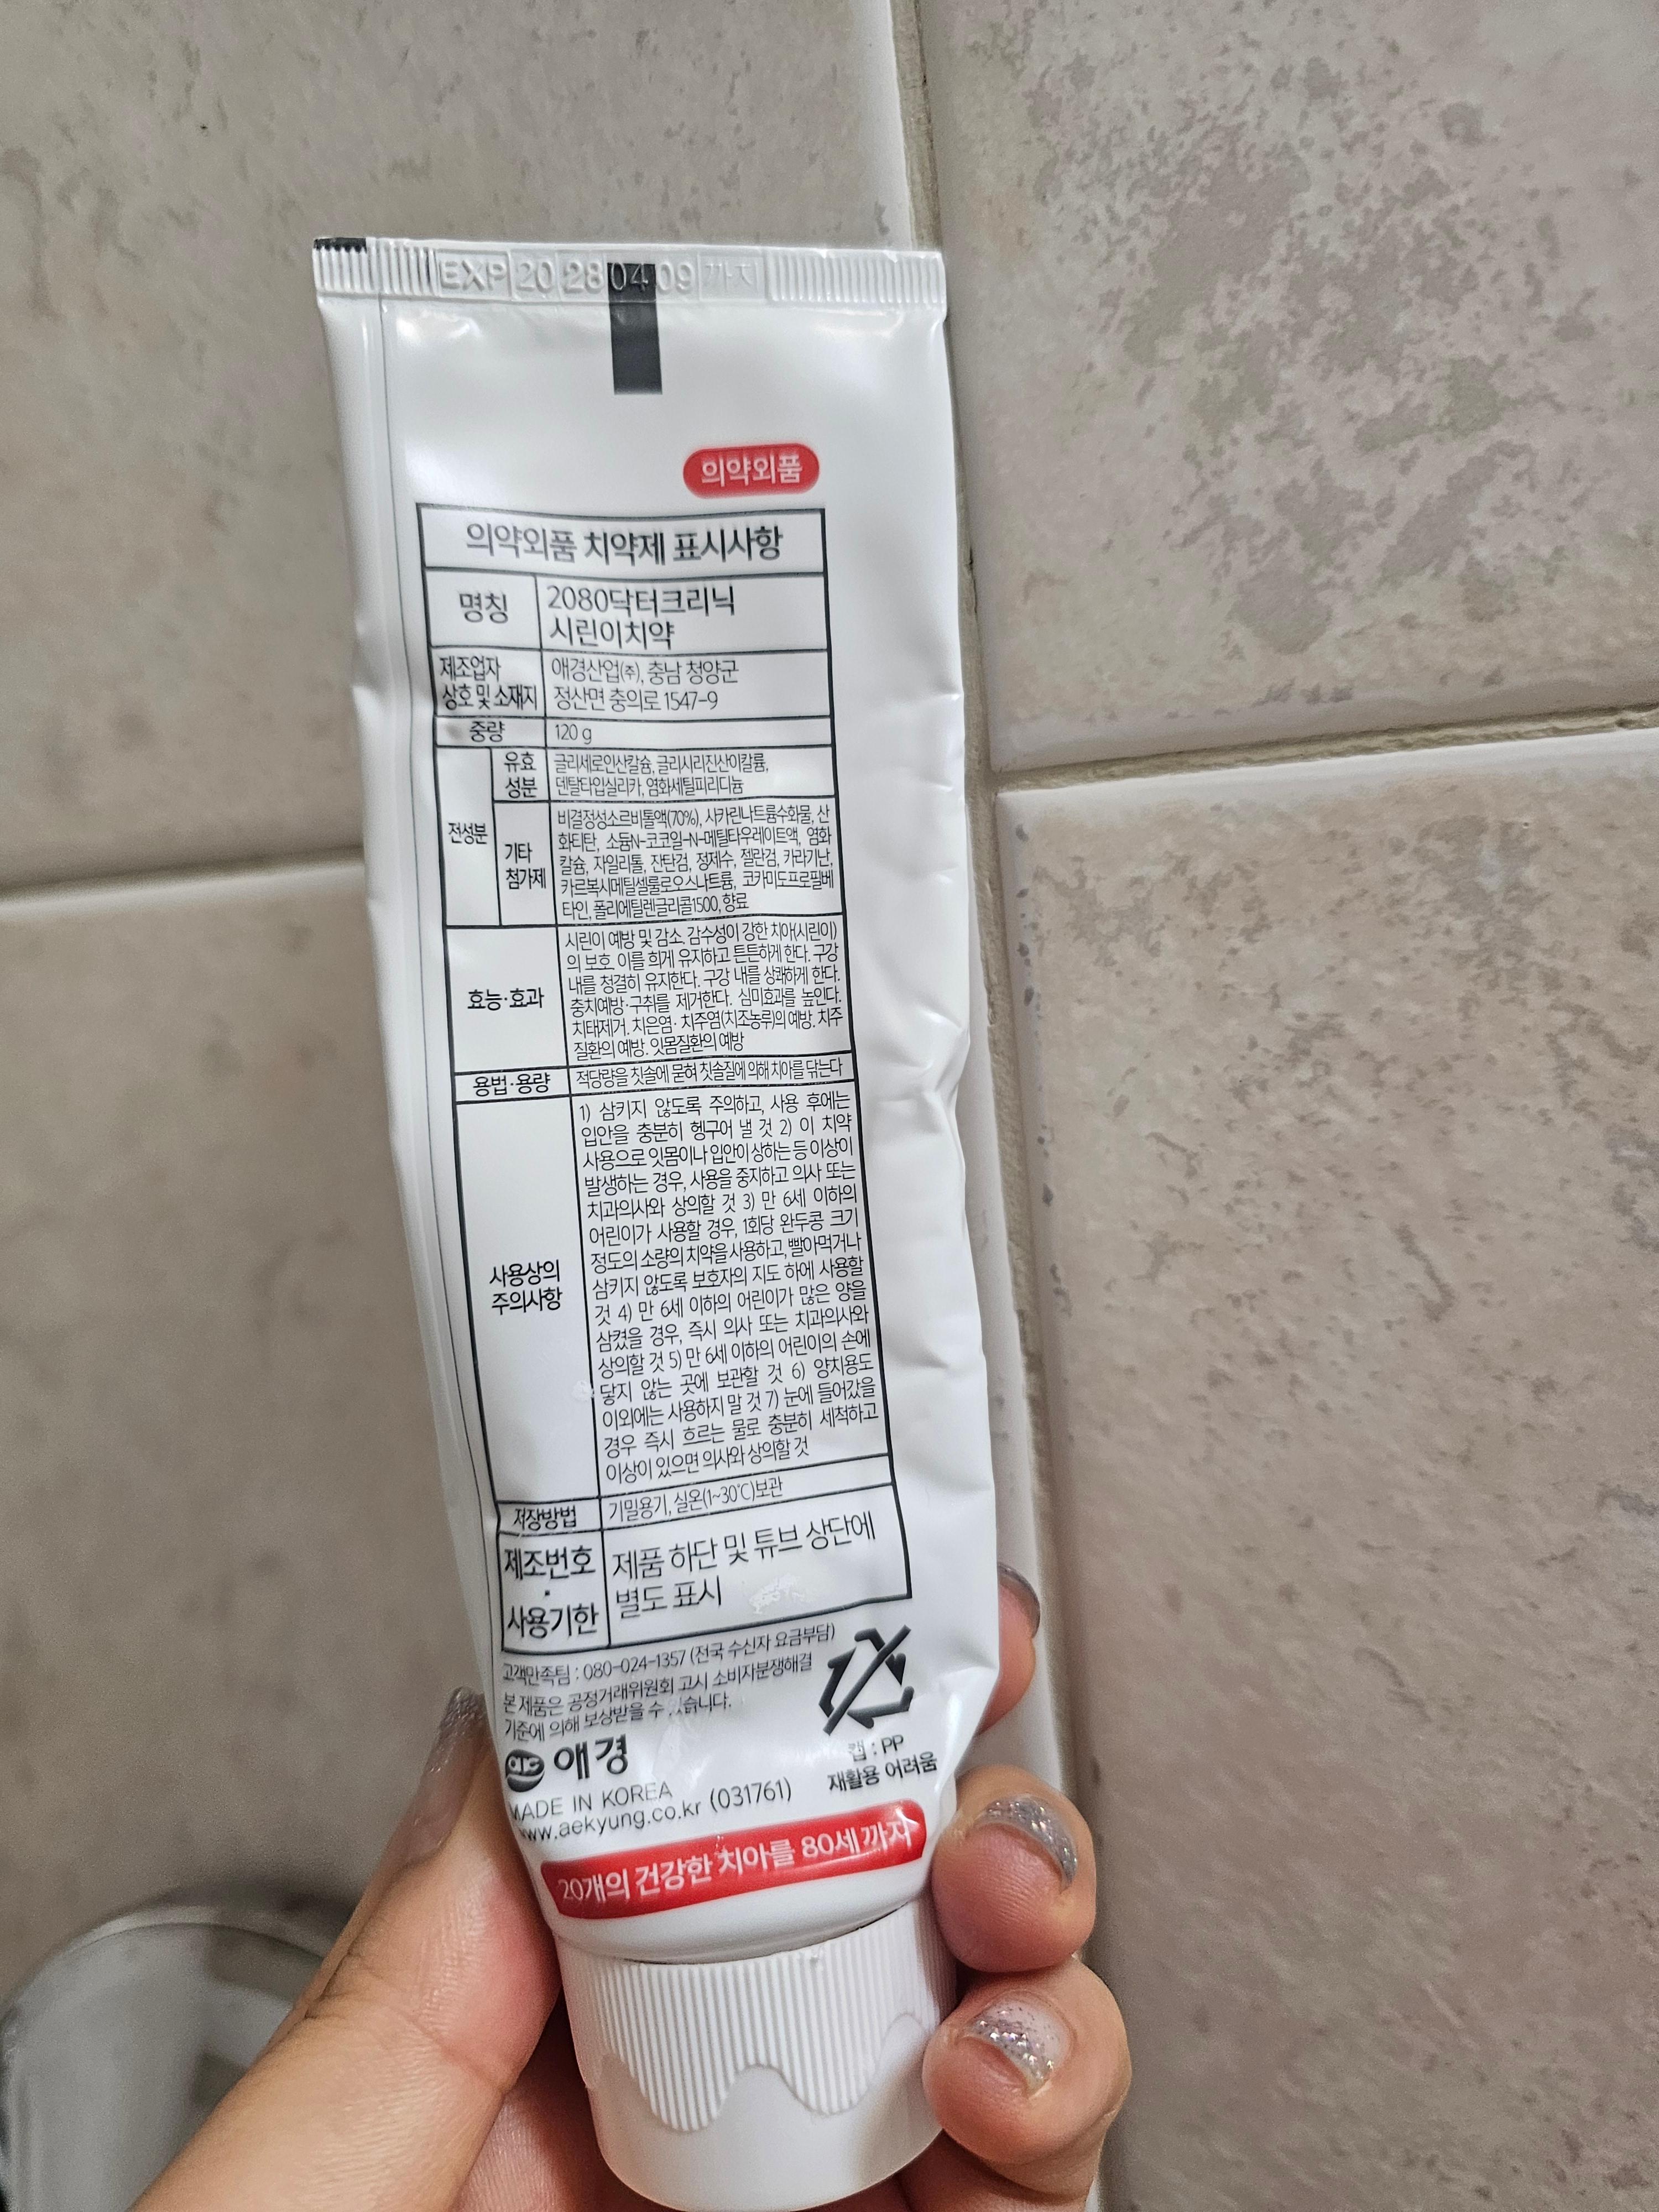 EXP 20 28 04 09 까지
의약외품
의약외품 치약제 표시사항
명칭
2080닥터크리닉
시린이치약
제조업자
상호 및 소재지
애경산업(주), 충남 청양군
정산면 충의로 1547-9
중량
120 g
전성분
유효
성분
글리세로인산칼슘, 글리시리진산이칼륨,
덴탈타입실리카, 염화세틸피리디늄
기타
첨가제
비결정성소르비톨액(70%), 사카린나트륨수화물, 산
화티탄, 소듐N-코코일-N-메틸타우레이트액, 염화
칼슘, 자일리톨, 잔탄검, 정제수, 젤란검, 카라기난,
카르복시메틸셀룰로오스나트륨, 코카미도프로필베
타인, 폴리에틸렌글리콜1500, 향료
효능·효과
시린이 예방 및 감소. 감수성이 강한 치아(시린이)
의 보호. 이를 희게 유지하고 튼튼하게 한다. 구강
내를 청결히 유지한다. 구강 내를 상쾌하게 한다.
충치예방·구취를 제거한다. 심미효과를 높인다.
치태제거. 치은염·치주염(치조농루)의 예방. 치주
질환의 예방. 잇몸질환의 예방
용법·용량
적당량을 칫솔에 묻혀 칫솔질에 의해 치아를 닦는다
사용상의
주의사항
1) 삼키지 않도록 주의하고, 사용 후에는
입안을 충분히 헹구어 낼 것 2) 이 치약
사용으로 잇몸이나 입안이 상하는 등 이상이
발생하는 경우, 사용을 중지하고 의사 또는
치과의사와 상의할 것 3) 만 6세 이하의
어린이가 사용할 경우, 1회당 완두콩 크기
정도의 소량의 치약을 사용하고, 빨아먹거나
삼키지 않도록 보호자의 지도 하에 사용할
것 4) 만 6세 이하의 어린이가 많은 양을
삼켰을 경우, 즉시 의사 또는 치과의사와
상의할 것 5) 만 6세 이하의 어린이의 손에
닿지 않는 곳에 보관할 것 6) 양치용도
이외에는 사용하지 말 것 7) 눈에 들어갔을
경우 즉시 흐르는 물로 충분히 세척하고
이상이 있으면 의사와 상의할 것
저장방법
기밀용기, 실온(1~30℃)보관
제조번호
·
사용기한
제품 하단 및 튜브 상단에
별도 표시
고객만족팀 : 080-024-1357 (전국 수신자 요금부담)
본 제품은 공정거래위원회 고시 소비자분쟁해결
기준에 의해 보상받을 수 있습니다.
애경
캡 : PP
재활용 어려움
MADE IN KOREA
www.aekyung.co.kr (031761)
20개의 건강한 치아를 80세까지